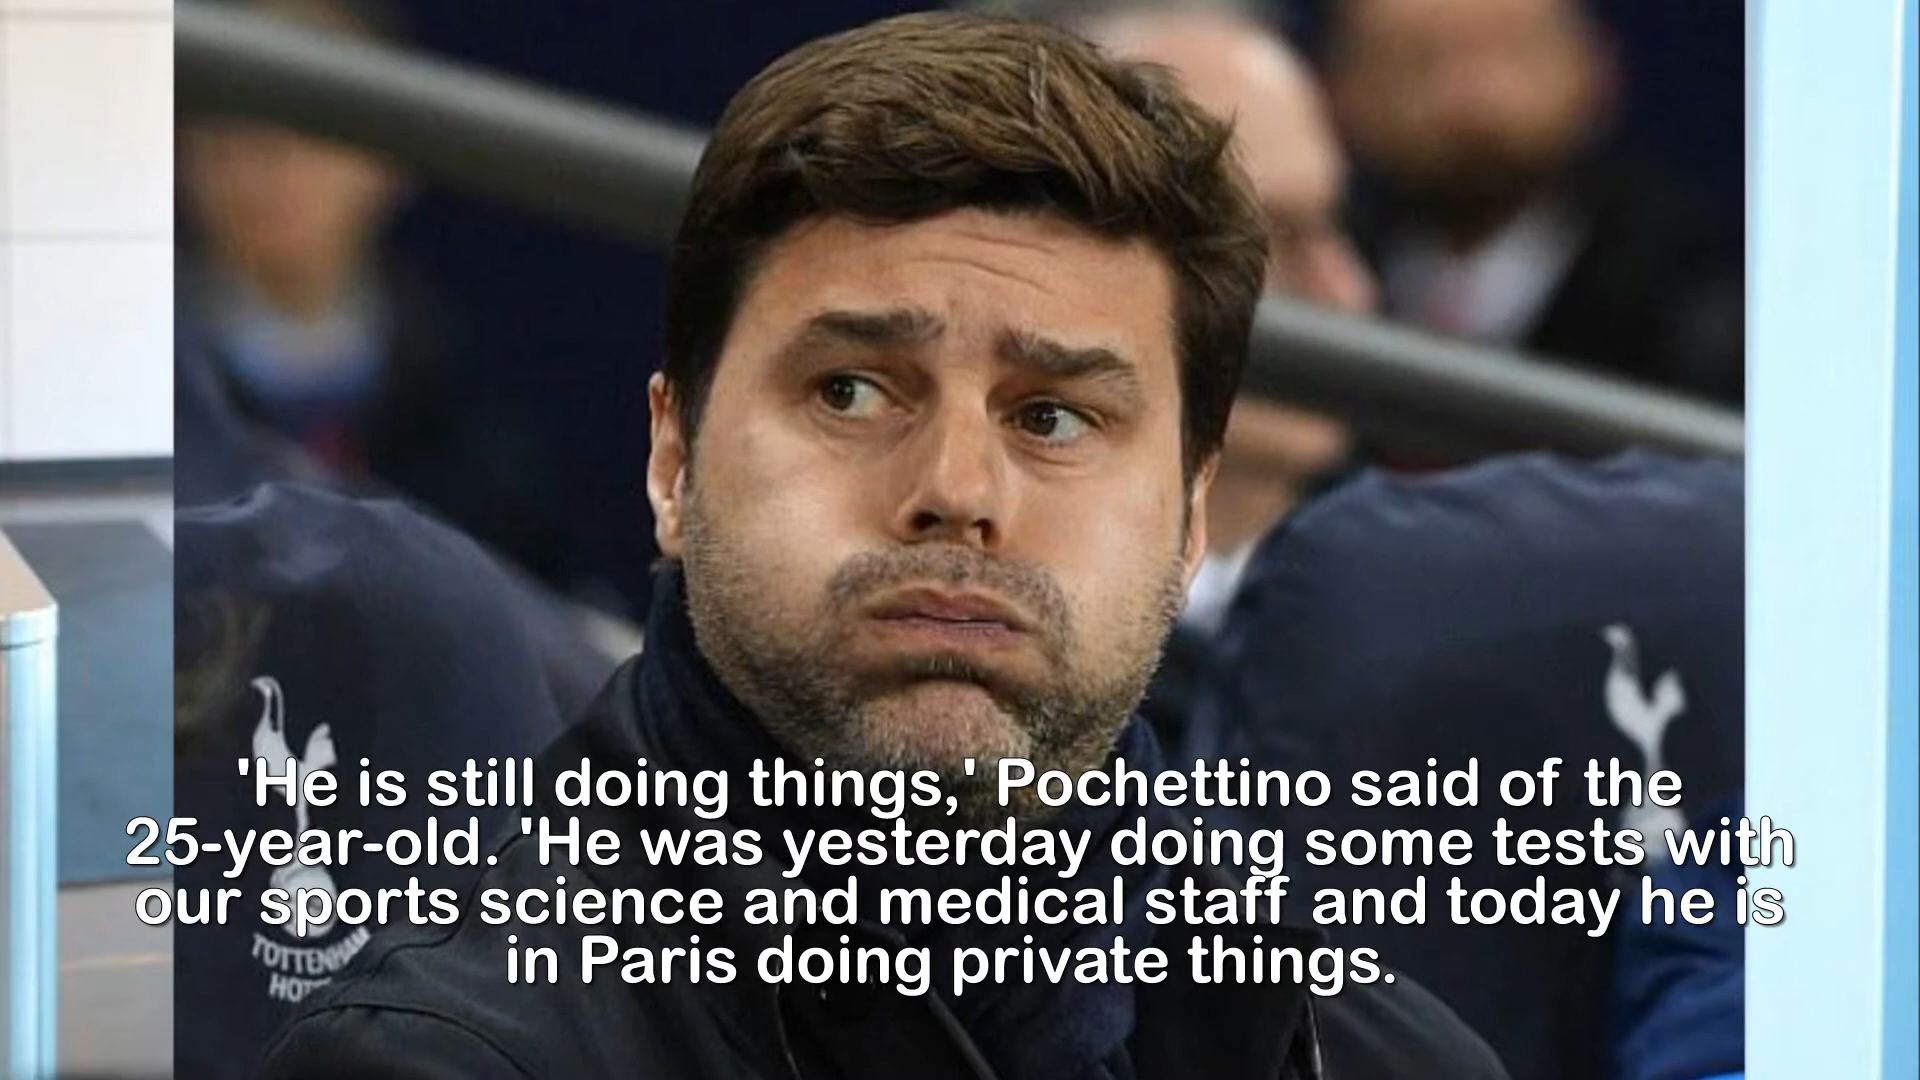 'He is still doing things,' Pochettino said of the
25-year-old. 'He was yesterday doing some tests with
our sports science and medical staff and today he is
in Paris doing private things.
TOTTENHAM